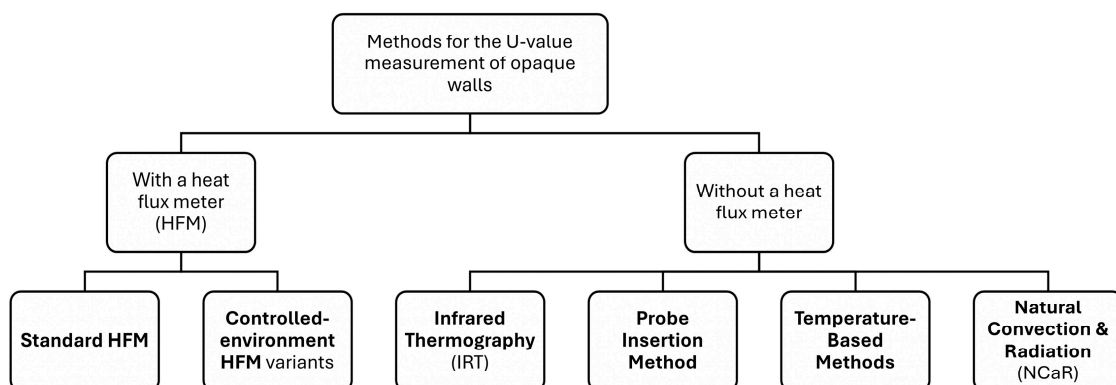 Methods for the U-value
measurement of opaque
walls
With a heat
flux meter
(HFM)
Without a heat
flux meter
Standard HFM
Controlled-
environment
HFM variants
Infrared
Thermography
(IRT)
Probe
Insertion
Method
Temperature-
Based
Methods
Natural
Convection &
Radiation
(NCaR)